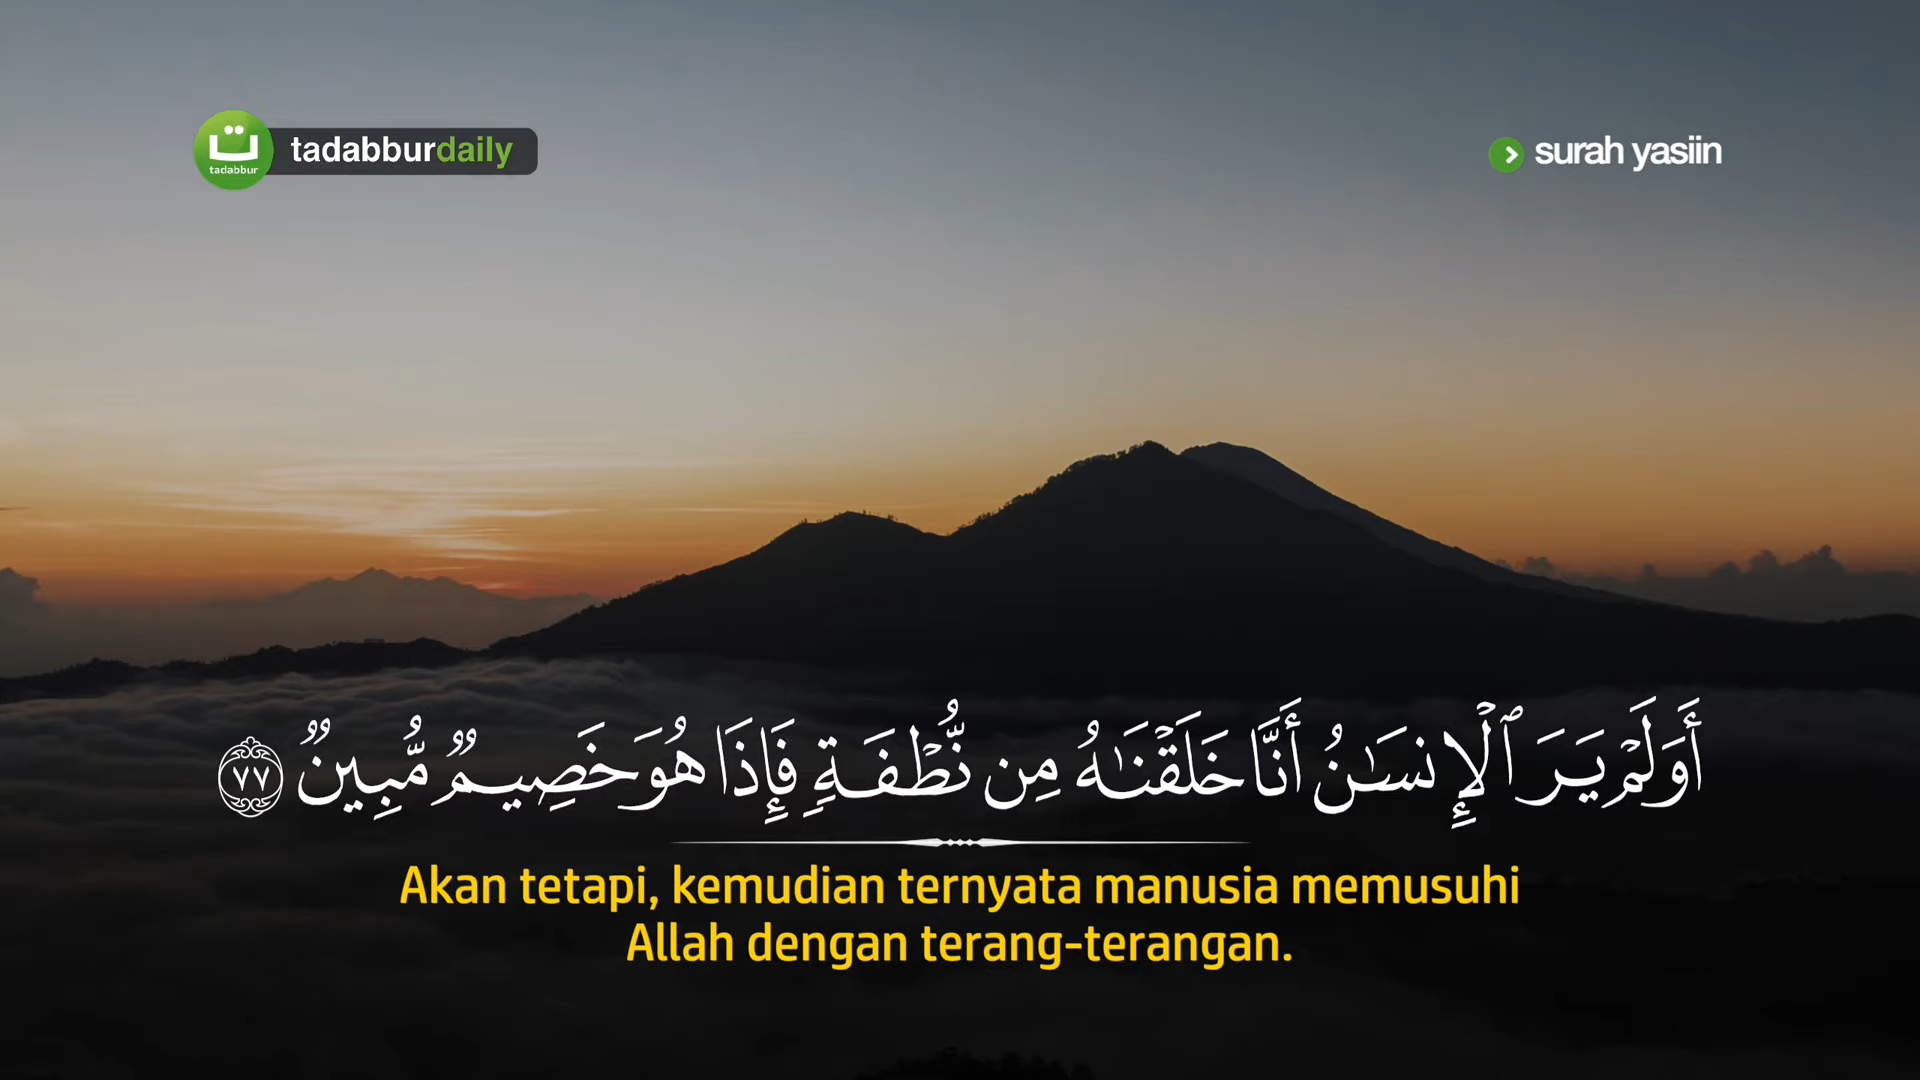 ت
tadabbur
tadabburdaily
surah yasiin
أَوَلَمْ يَرَ ٱلْإِنسَـٰنُ أَنَّا خَلَقْنَـٰهُ مِن نُّطْفَةٍ فَإِذَا هُوَ خَصِيمٌ مُّبِينٌ ٧٧
Akan tetapi, kemudian ternyata manusia memusuhi
Allah dengan terang-terangan.